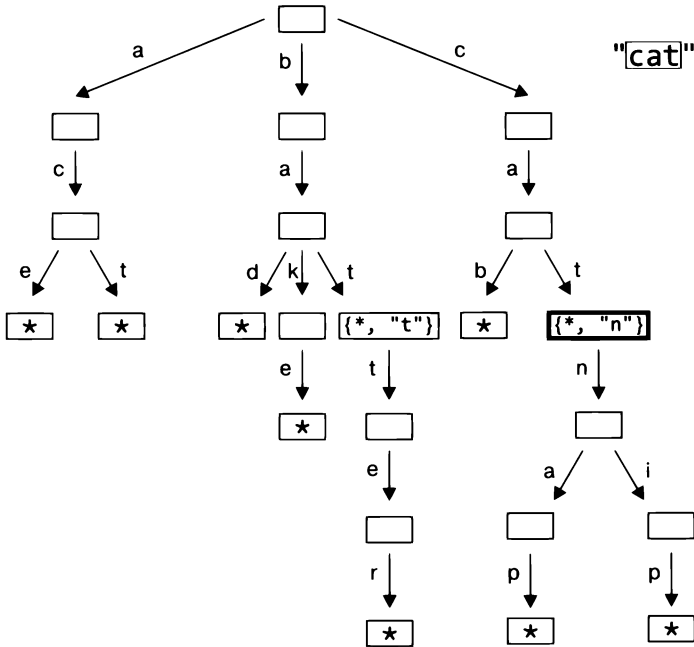 a b c "cat"
c a a
e t d k t b t
* * * {*, "t"} * {*, "n"}
e t n
*
e a i
r p p
* * *